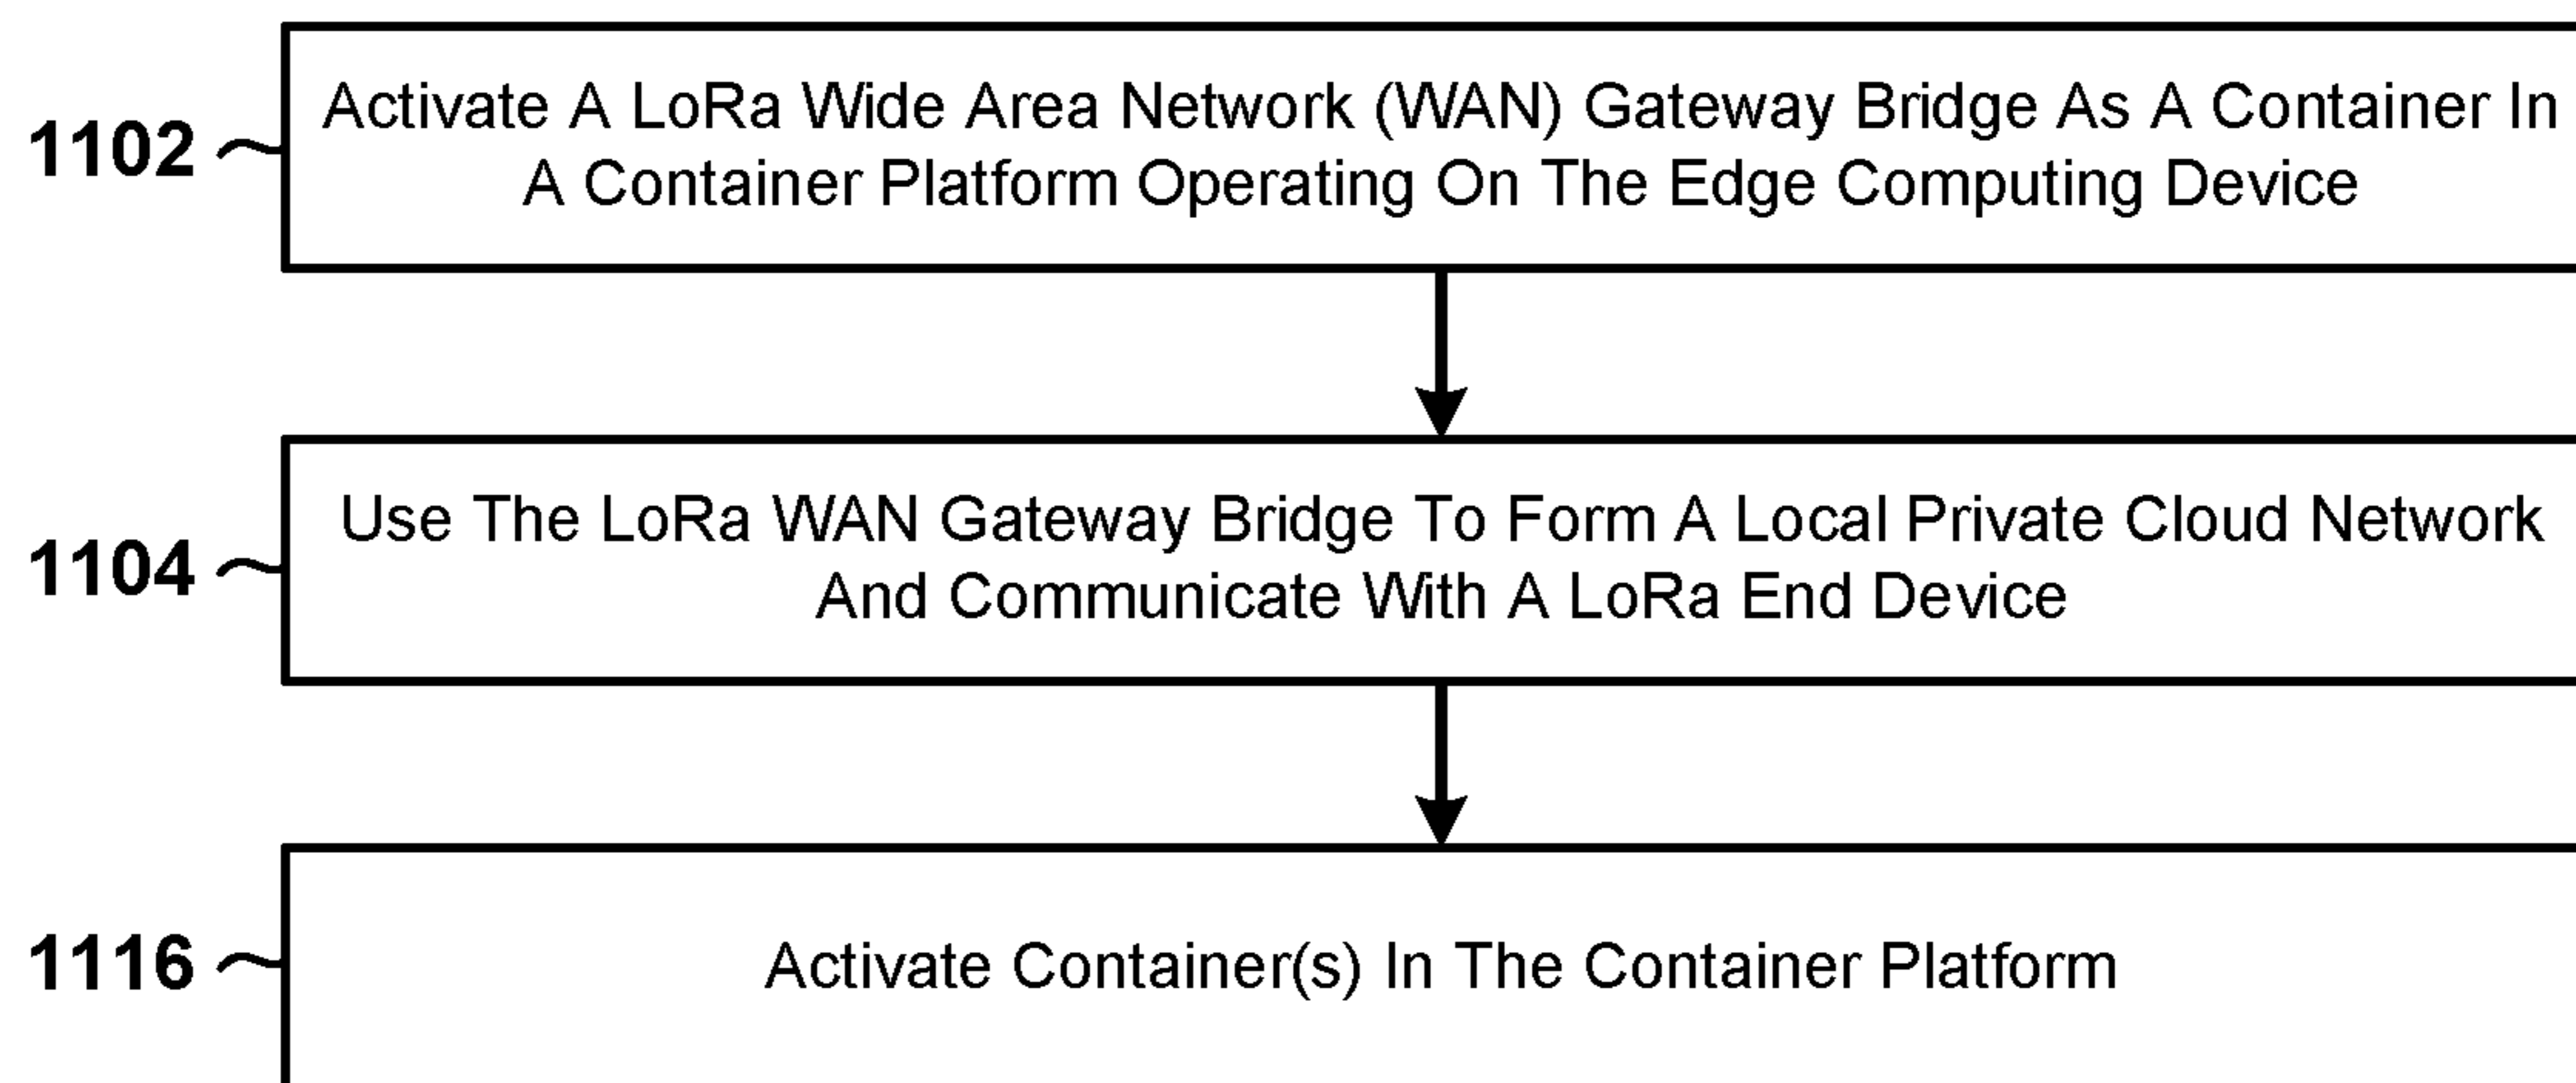 1102
Activate A LoRa Wide Area Network (WAN) Gateway Bridge As A Container In
A Container Platform Operating On The Edge Computing Device
1104
Use The LoRa WAN Gateway Bridge To Form A Local Private Cloud Network
And Communicate With A LoRa End Device
1116
Activate Container(s) In The Container Platform